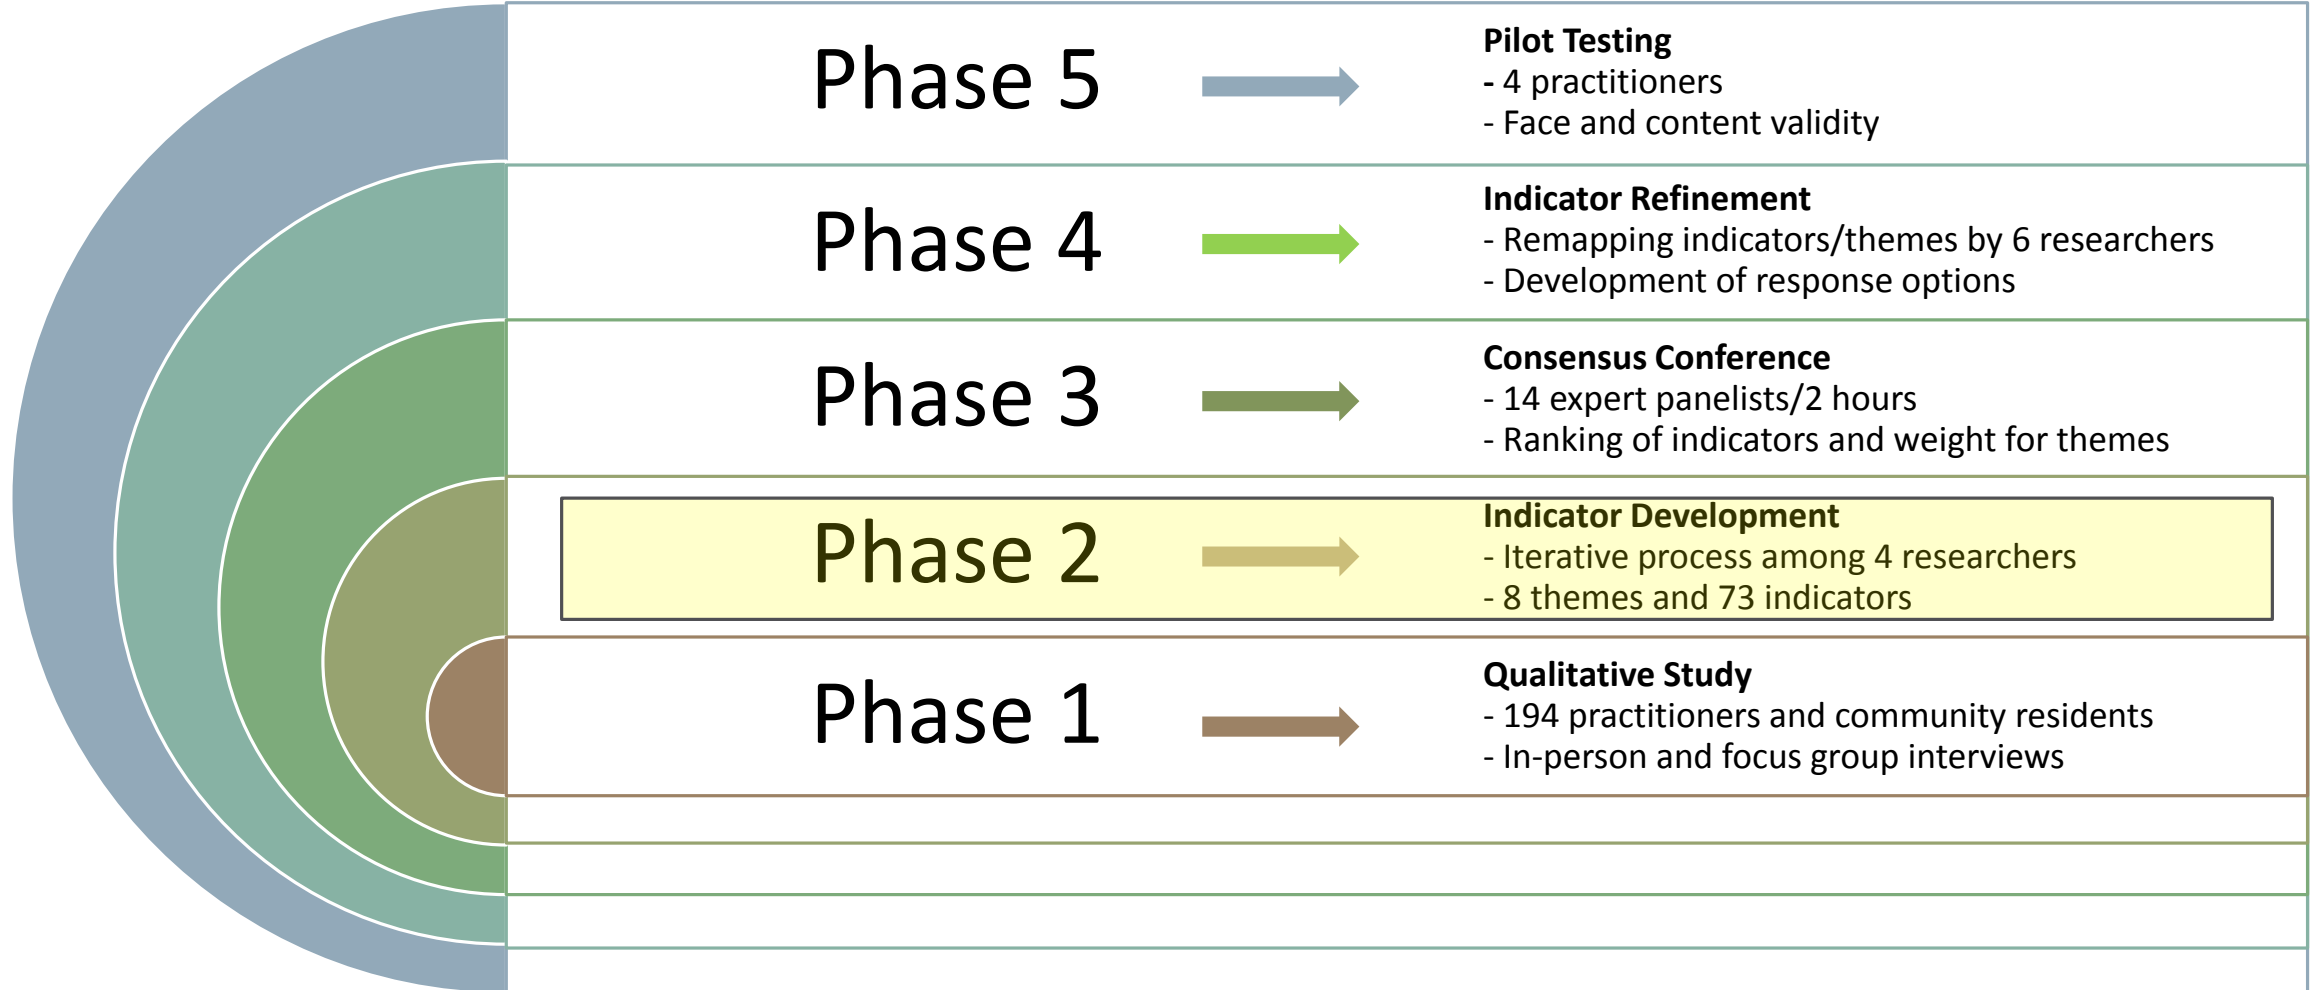 Phase 5
Pilot Testing
- 4 practitioners
- Face and content validity
Phase 4
Indicator Refinement
- Remapping indicators/themes by 6 researchers
- Development of response options
Phase 3
Consensus Conference
- 14 expert panelists/2 hours
- Ranking of indicators and weight for themes
Phase 2
Indicator Development
- Iterative process among 4 researchers
- 8 themes and 73 indicators
Phase 1
Qualitative Study
- 194 practitioners and community residents
- In-person and focus group interviews